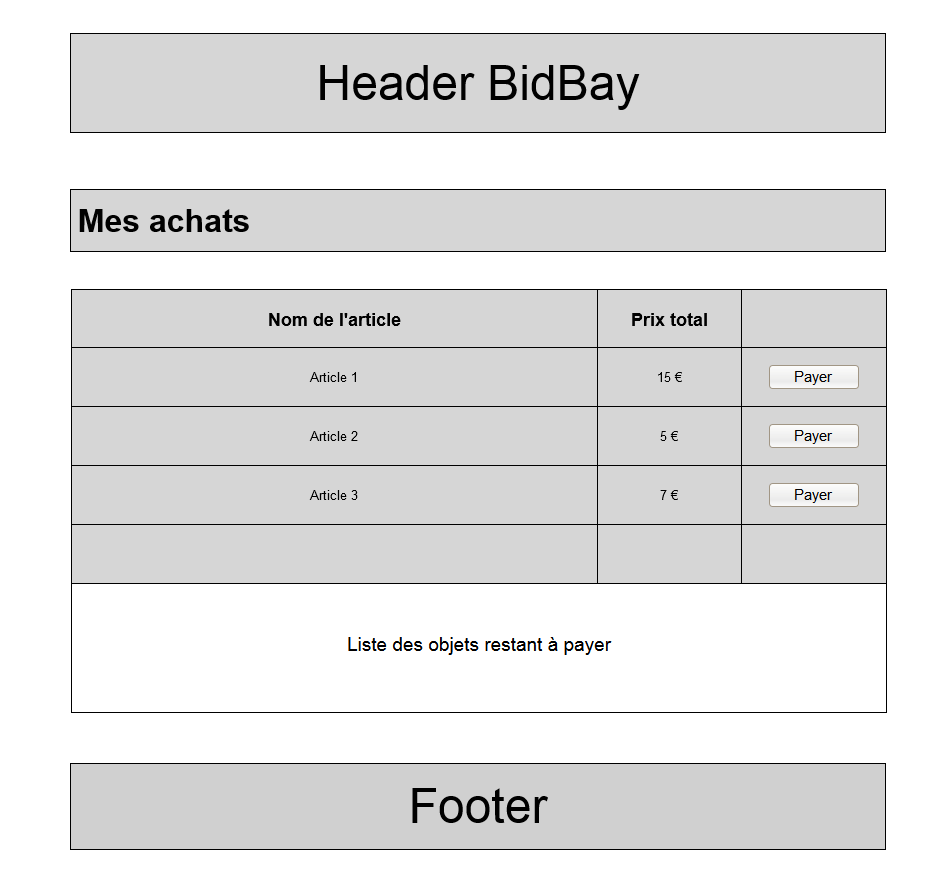 Header BidBay
Mes achats
Nom de l'article Prix total
Article 1 15 € Payer
Article 2 5 € Payer
Article 3 7 € Payer
Liste des objets restant à payer
Footer